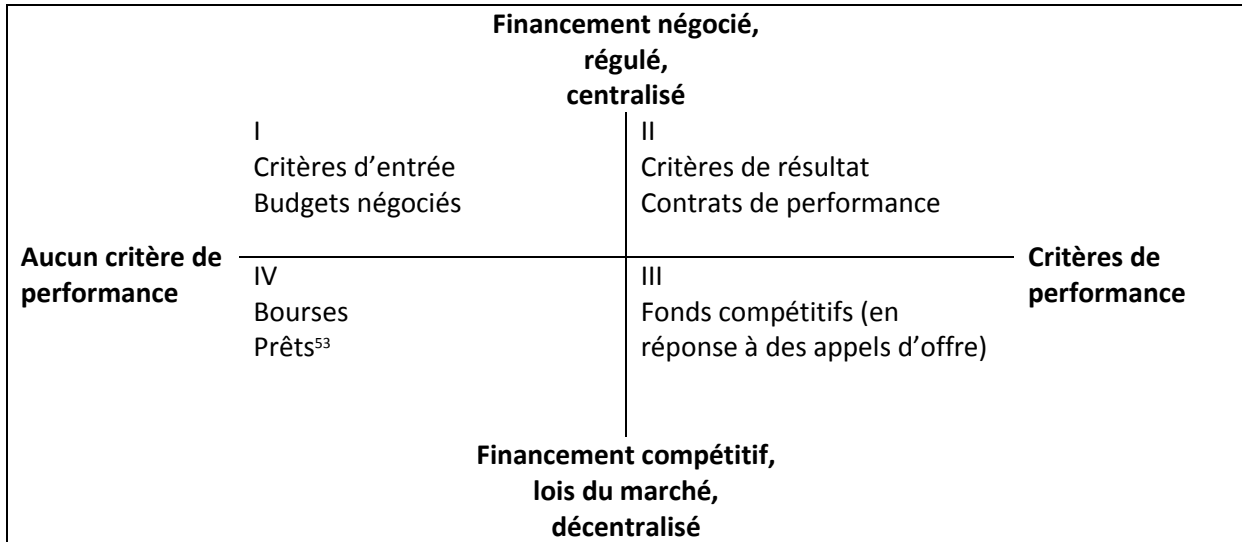 Financement négocié,
régulé,
centralisé
I
Critères d’entrée
Budgets négociés
II
Critères de résultat
Contrats de performance
Aucun critère de
performance
Critères de
performance
IV
Bourses
Prêts⁵³
III
Fonds compétitifs (en
réponse à des appels d’offre)
Financement compétitif,
lois du marché,
décentralisé